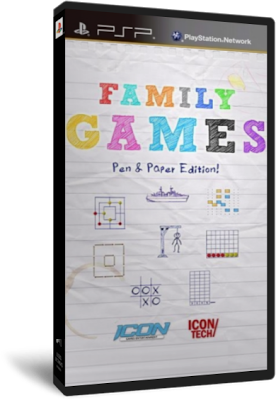 PSP
PlayStation.Network
FAMILY
GAMES
Pen & Paper Edition!
ICON
ICON/
TECH/